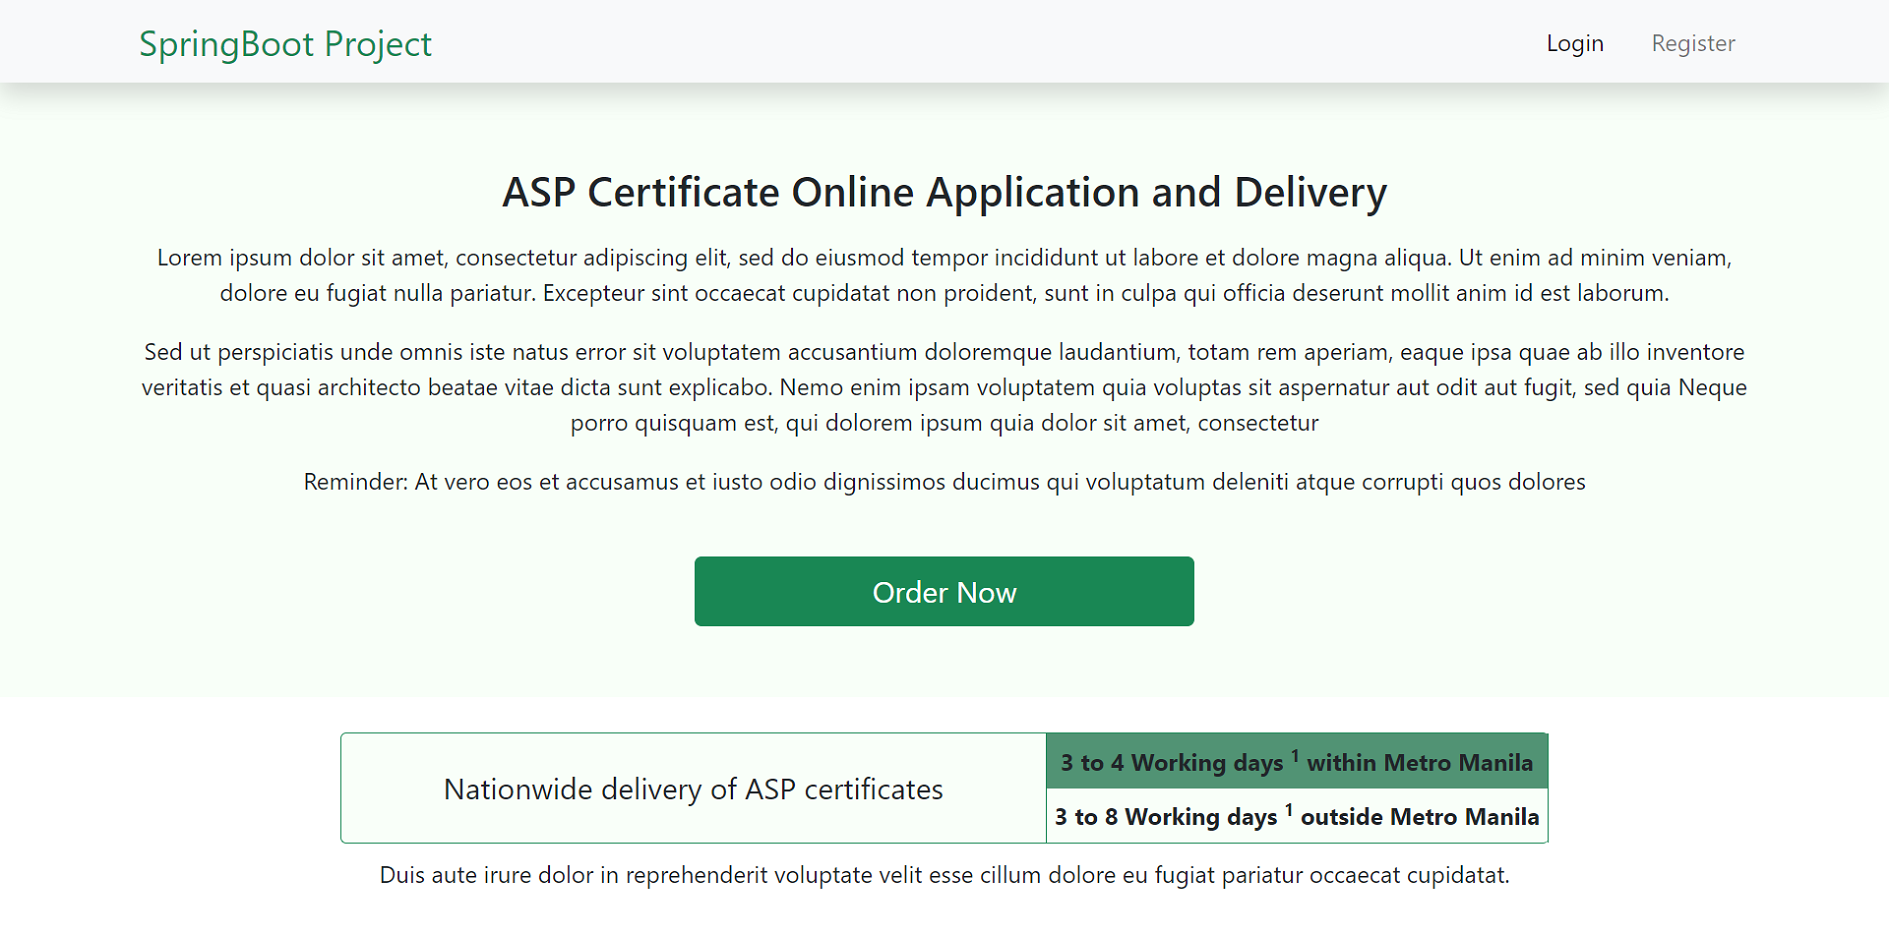 SpringBoot Project
Login
Register
ASP Certificate Online Application and Delivery
Lorem ipsum dolor sit amet, consectetur adipiscing elit, sed do eiusmod tempor incididunt ut labore et dolore magna aliqua. Ut enim ad minim veniam,
dolore eu fugiat nulla pariatur. Excepteur sint occaecat cupidatat non proident, sunt in culpa qui officia deserunt mollit anim id est laborum.
Sed ut perspiciatis unde omnis iste natus error sit voluptatem accusantium doloremque laudantium, totam rem aperiam, eaque ipsa quae ab illo inventore
veritatis et quasi architecto beatae vitae dicta sunt explicabo. Nemo enim ipsam voluptatem quia voluptas sit aspernatur aut odit aut fugit, sed quia Neque
porro quisquam est, qui dolorem ipsum quia dolor sit amet, consectetur
Reminder: At vero eos et accusamus et iusto odio dignissimos ducimus qui voluptatum deleniti atque corrupti quos dolores
Order Now
Nationwide delivery of ASP certificates
3 to 4 Working days 1 within Metro Manila
3 to 8 Working days 1 outside Metro Manila
Duis aute irure dolor in reprehenderit voluptate velit esse cillum dolore eu fugiat pariatur occaecat cupidatat.